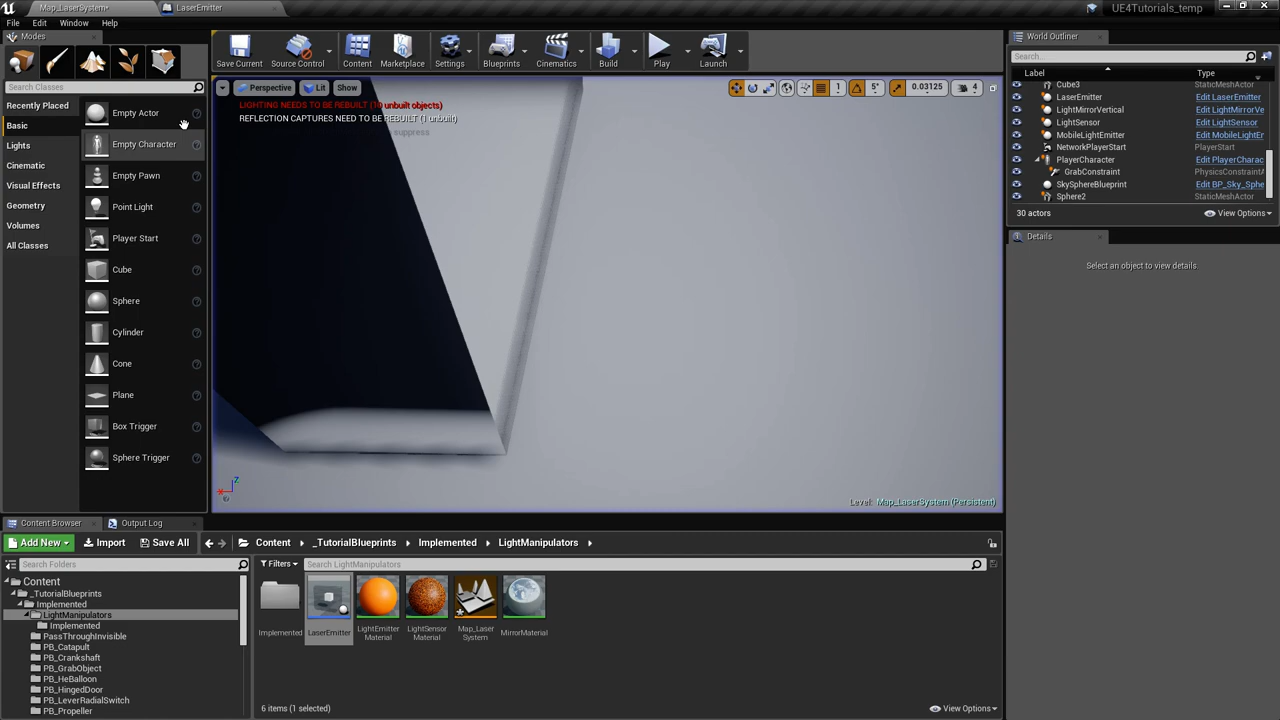 Map_LaserSystem*
LaserEmitter
UE4Tutorials_temp
File Edit Window Help
Modes
Search Classes
Recently Placed
Basic
Lights
Cinematic
Visual Effects
Geometry
Volumes
All Classes
Empty Actor
Empty Character
Empty Pawn
Point Light
Player Start
Cube
Sphere
Cylinder
Cone
Plane
Box Trigger
Sphere Trigger
Save Current
Source Control
Content
Marketplace
Settings
Blueprints
Cinematics
Build
Play
Launch
Perspective
Lit
Show
1
5°
0.03125
4
LIGHTING NEEDS TO BE REBUILT (10 unbuilt objects)
REFLECTION CAPTURES NEED TO BE REBUILT (1 unbuilt)
suppress
X
Z
Level: Map_LaserSystem (Persistent)
World Outliner
Search...
Label Type
Cube3 StaticMeshActor
LaserEmitter Edit LaserEmitter
LightMirrorVertical Edit LightMirrorVe
LightSensor Edit LightSensor
MobileLightEmitter Edit MobileLightEr
NetworkPlayerStart PlayerStart
PlayerCharacter Edit PlayerCharac
GrabConstraint PhysicsConstraintA
SkySphereBlueprint Edit BP_Sky_Sphe
Sphere2 StaticMeshActor
30 actors
View Options
Details
Select an object to view details.
Content Browser
Output Log
Add New
Import
Save All
Content
_TutorialBlueprints
Implemented
LightManipulators
Search Folders
Content
_TutorialBlueprints
Implemented
LightManipulators
Implemented
PassThroughInvisible
PB_Catapult
PB_Crankshaft
PB_GrabObject
PB_HeBalloon
PB_HingedDoor
PB_LeverRadialSwitch
PB_Propeller
Filters
Search LightManipulators
Implemented
LaserEmitter
LightEmitter
Material
LightSensor
Material
Map_Laser
System
MirrorMaterial
6 items (1 selected)
View Options